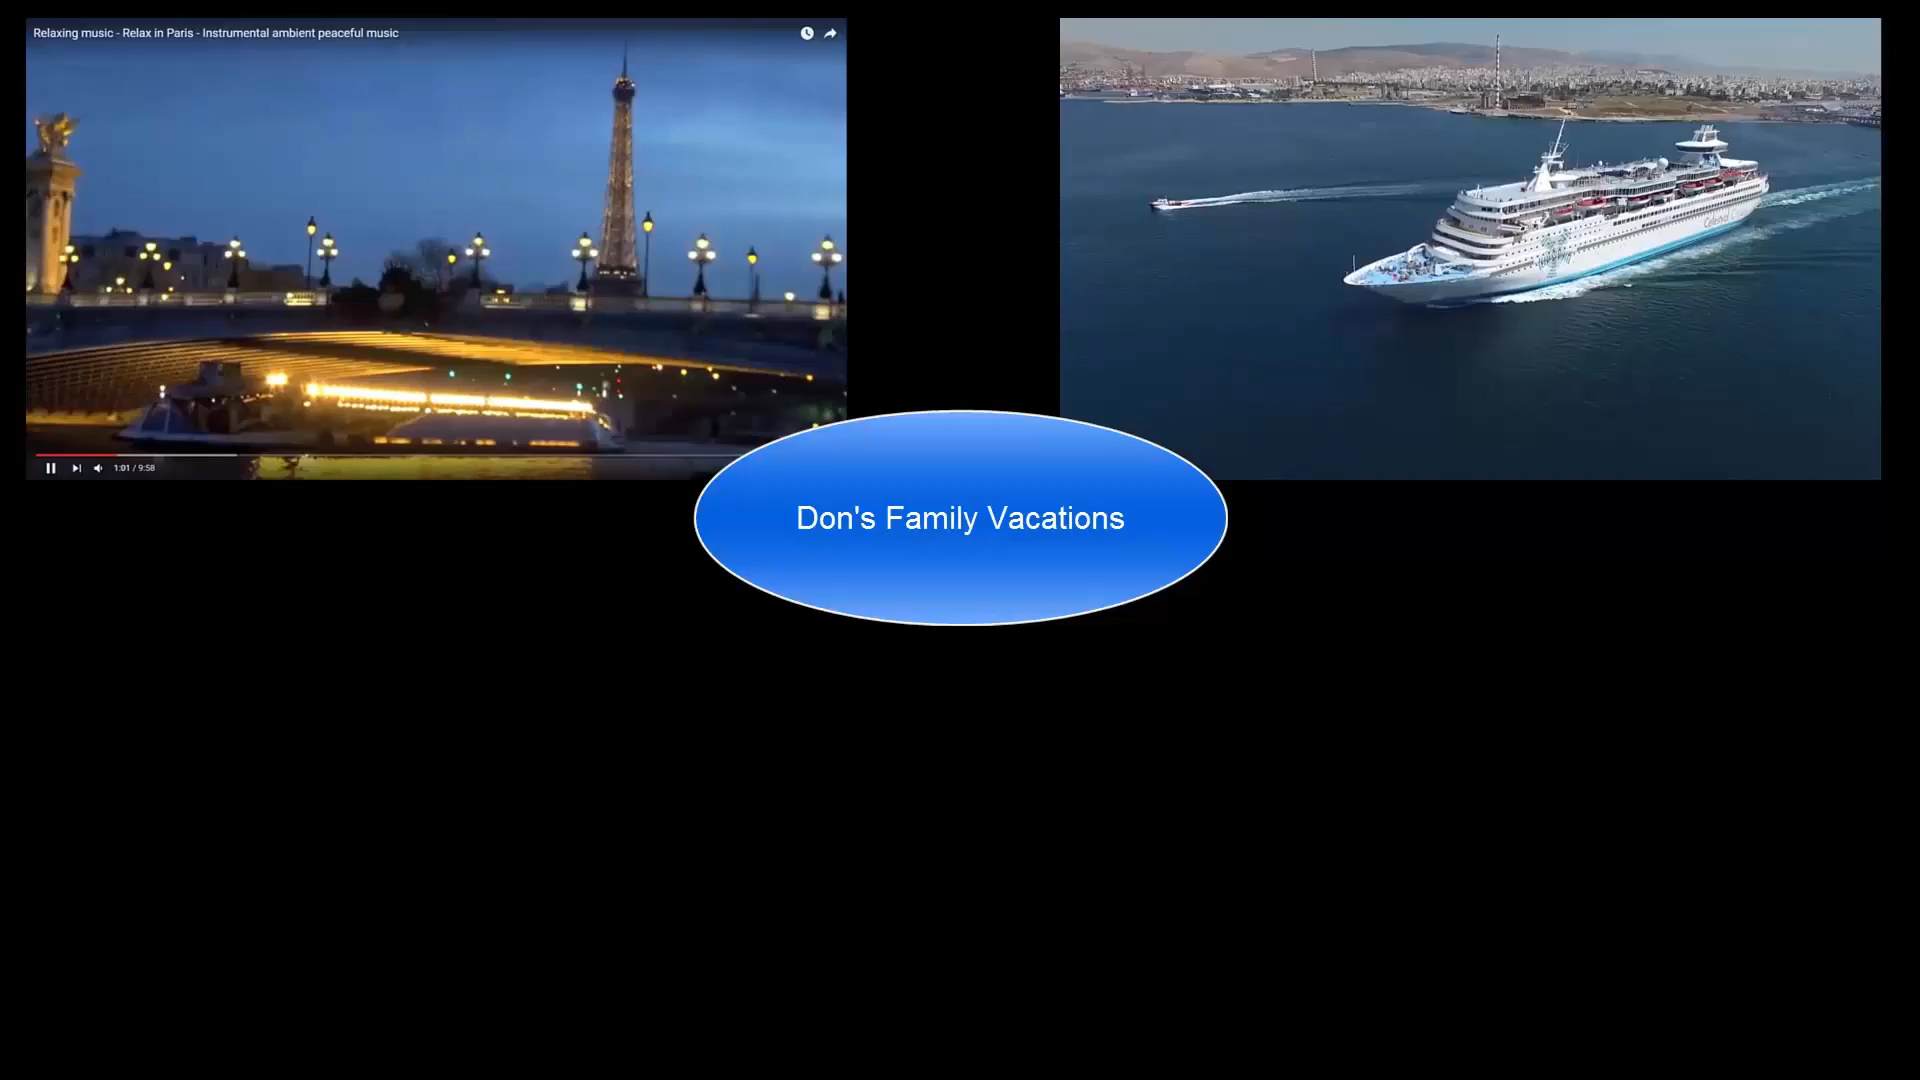 Relaxing music - Relax in Paris - Instrumental ambient peaceful music
1:01 / 9:58
Don's Family Vacations